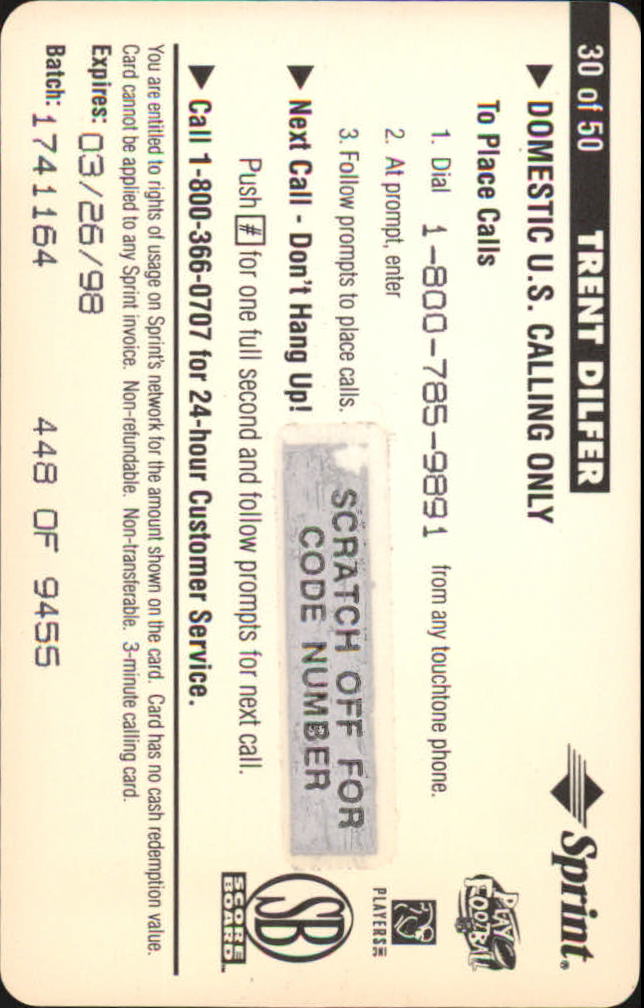 30 of 50 TRENT DILFER
Sprint®
▶ DOMESTIC U.S. CALLING ONLY
To Place Calls
1. Dial 1-800-785-9891 from any touchtone phone.
2. At prompt, enter
SCRATCH OFF FOR
CODE NUMBER
3. Follow prompts to place calls.
▶ Next Call - Don't Hang Up!
Push # for one full second and follow prompts for next call.
▶ Call 1-800-366-0707 for 24-hour Customer Service.
PLAY
FOOTBALL
PLAYERS INC
SB
SCORE
BOARD™
You are entitled to rights of usage on Sprint's network for the amount shown on the card. Card has no cash redemption value.
Card cannot be applied to any Sprint invoice. Non-refundable. Non-transferable. 3-minute calling card.
Expires: 03/26/98
Batch: 1741164 448 OF 9455